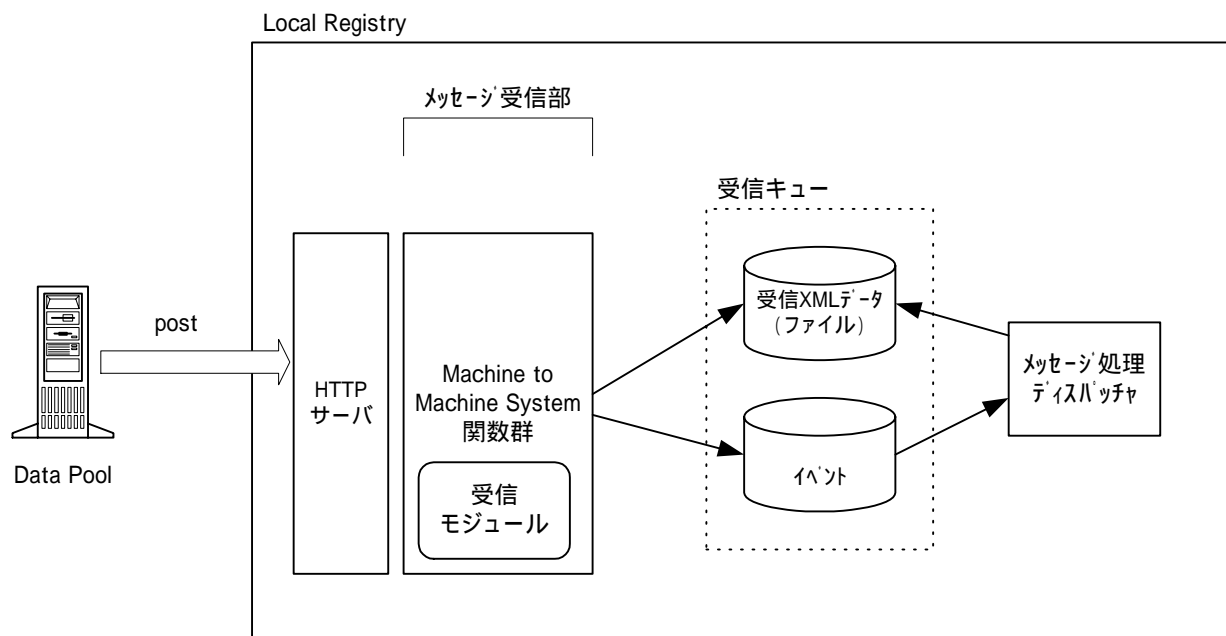 Local Registry
ﾒｯｾｰｼﾞ受信部
受信キュー
post
Data Pool
HTTP
サーバ
Machine to
Machine System
関数群
受信
モジュール
受信XMLﾃﾞｰﾀ
(ファイル)
ｲﾍﾞﾝﾄ
ﾒｯｾｰｼﾞ処理
ﾃﾞｨｽﾊﾟｯﾁｬ